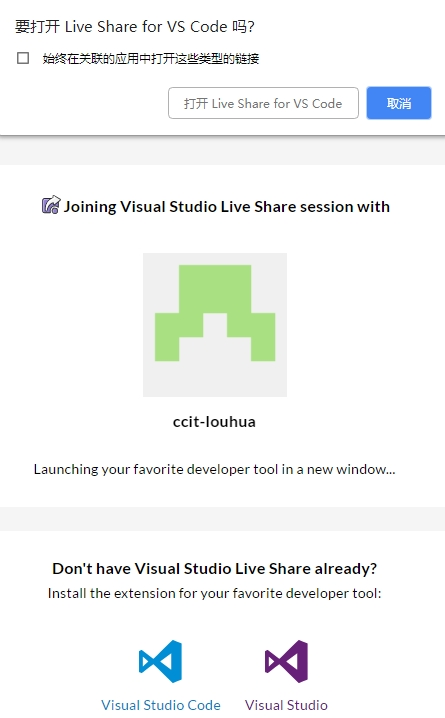 要打开 Live Share for VS Code 吗?
始终在关联的应用中打开这些类型的链接
打开 Live Share for VS Code
取消
Joining Visual Studio Live Share session with
ccit-louhua
Launching your favorite developer tool in a new window...
Don't have Visual Studio Live Share already?
Install the extension for your favorite developer tool:
Visual Studio Code
Visual Studio